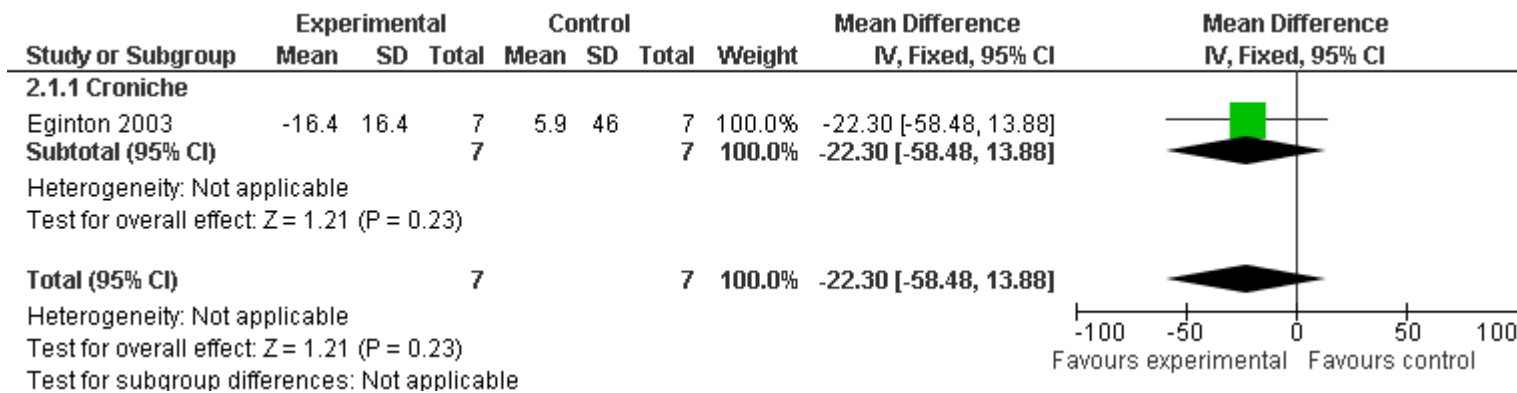 Experimental Control Mean Difference Mean Difference
Study or Subgroup Mean SD Total Mean SD Total Weight IV, Fixed, 95% CI IV, Fixed, 95% CI
2.1.1 Croniche
Eginton 2003 -16.4 16.4 7 5.9 46 7 100.0% -22.30 [-58.48, 13.88]
Subtotal (95% CI) 7 7 100.0% -22.30 [-58.48, 13.88]
Heterogeneity: Not applicable
Test for overall effect: Z = 1.21 (P = 0.23)
Total (95% CI) 7 7 100.0% -22.30 [-58.48, 13.88]
Heterogeneity: Not applicable
-100 -50 0 50 100
Test for overall effect: Z = 1.21 (P = 0.23)
Favours experimental Favours control
Test for subgroup differences: Not applicable